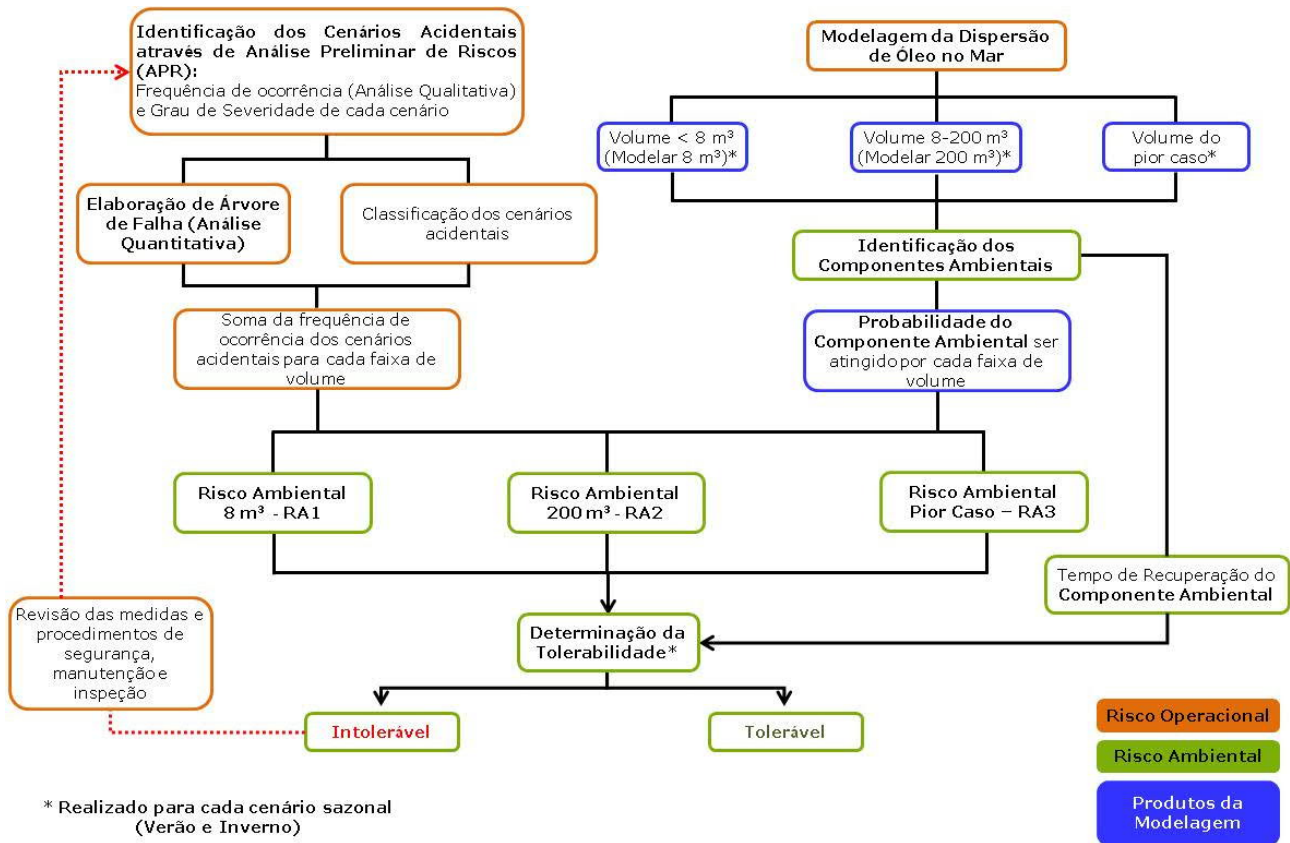 Identificação dos Cenários Acidentais
através de Análise Preliminar de Riscos
(APR):
Frequência de ocorrência (Análise Qualitativa)
e Grau de Severidade de cada cenário
Modelagem da Dispersão
de Óleo no Mar
Volume < 8 m³
(Modelar 8 m³)*
Volume 8-200 m³
(Modelar 200 m³)*
Volume do
pior caso*
Elaboração de Árvore
de Falha (Análise
Quantitativa)
Classificação dos cenários
acidentais
Identificação dos
Componentes Ambientais
Soma da frequência de
ocorrência dos cenários
acidentais para cada faixa de
volume
Probabilidade do
Componente Ambiental ser
atingido por cada faixa de
volume
Risco Ambiental
8 m³ - RA1
Risco Ambiental
200 m³ - RA2
Risco Ambiental
Pior Caso – RA3
Tempo de Recuperação do
Componente Ambiental
Revisão das medidas e
procedimentos de
segurança,
manutenção e
inspeção
Determinação da
Tolerabilidade*
Intolerável
Tolerável
Risco Operacional
Risco Ambiental
Produtos da
Modelagem
* Realizado para cada cenário sazonal
(Verão e Inverno)